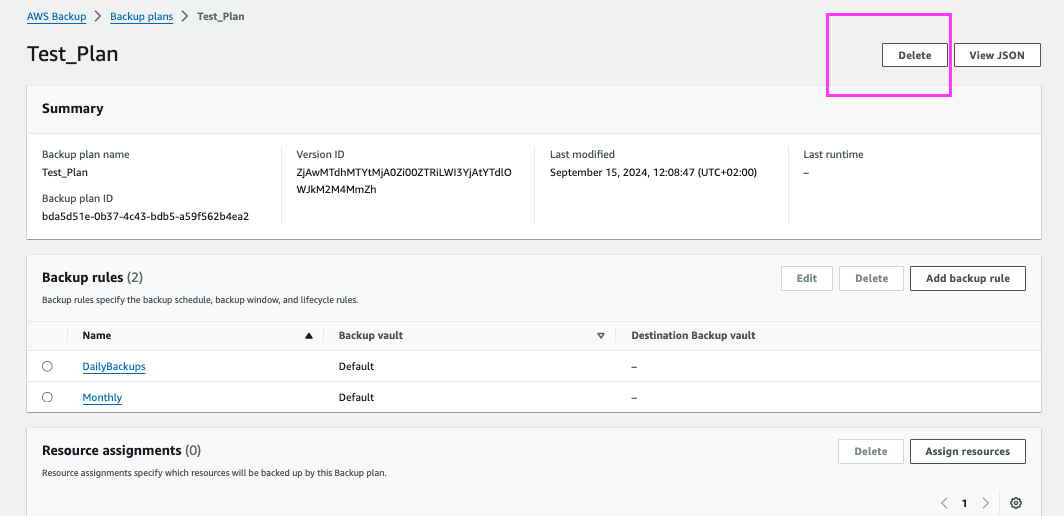 AWS Backup > Backup plans > Test_Plan
Test_Plan
Delete View JSON
Summary
Backup plan name
Test_Plan
Backup plan ID
bda5d51e-0b37-4c43-bdb5-a59f562b4ea2
Version ID
ZjAwMTdhMTYtMjA0Zi00ZTRiLWI3YjAtYTdlO
WJkM2M4MmZh
Last modified
September 15, 2024, 12:08:47 (UTC+02:00)
Last runtime
–
Backup rules (2)
Edit Delete Add backup rule
Backup rules specify the backup schedule, backup window, and lifecycle rules.
Name Backup vault Destination Backup vault
DailyBackups Default –
Monthly Default –
Resource assignments (0)
Delete Assign resources
Resource assignments specify which resources will be backed up by this Backup plan.
1